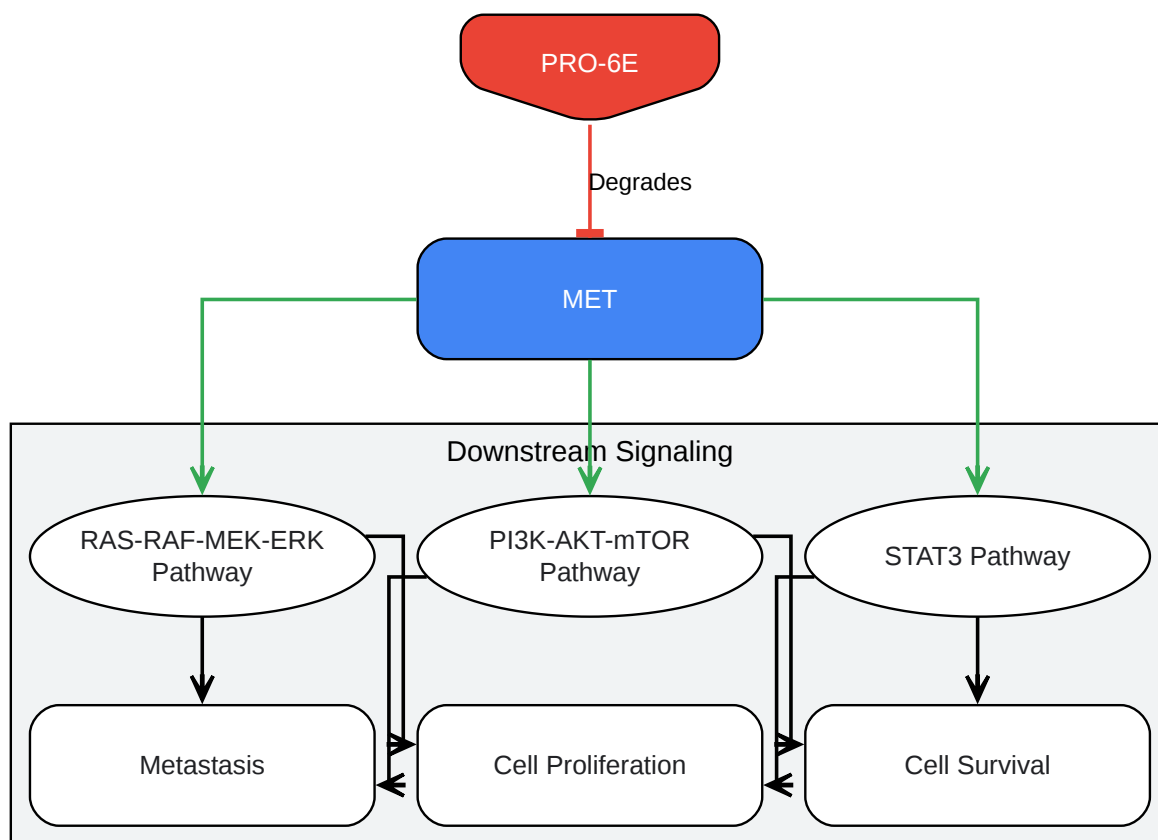 PRO-6E
Degrades
MET
Downstream Signaling
RAS-RAF-MEK-ERK
Pathway
PI3K-AKT-mTOR
Pathway
STAT3 Pathway
Metastasis
Cell Proliferation
Cell Survival